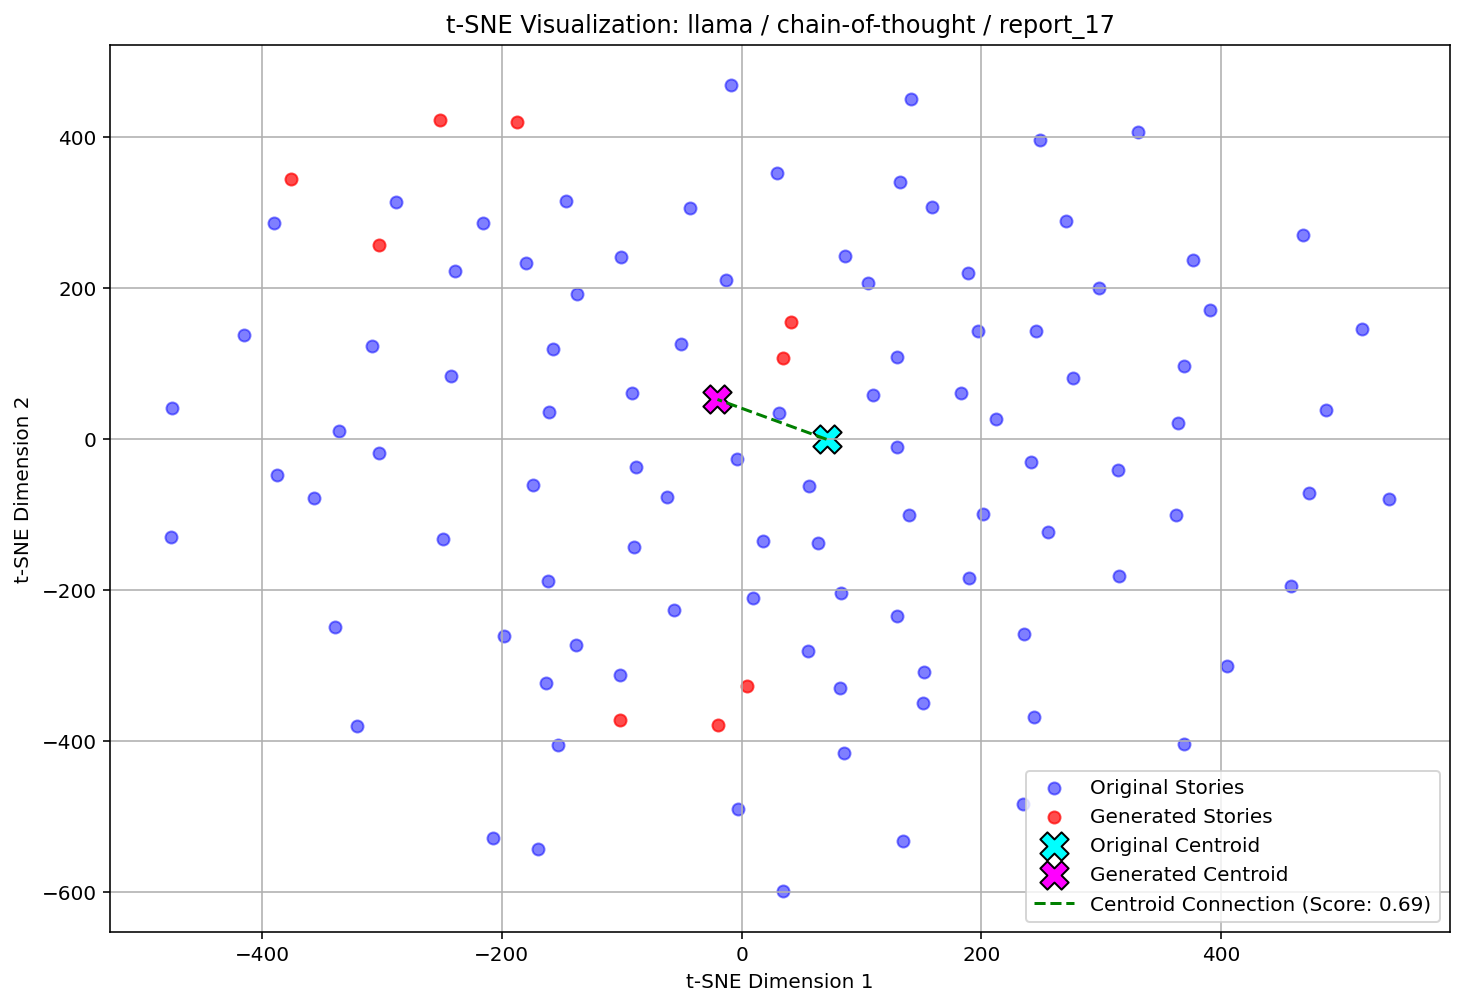 t-SNE Visualization: llama / chain-of-thought / report_17
t-SNE Dimension 2
400
200
0
−200
−400
−600
−400
−200
0
200
400
t-SNE Dimension 1
Original Stories
Generated Stories
Original Centroid
Generated Centroid
Centroid Connection (Score: 0.69)